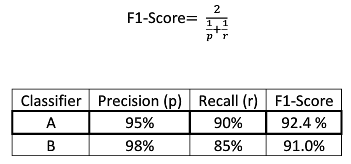 F1-Score= 2 / (1/p + 1/r)
Classifier Precision (p) Recall (r) F1-Score
A 95% 90% 92.4 %
B 98% 85% 91.0%